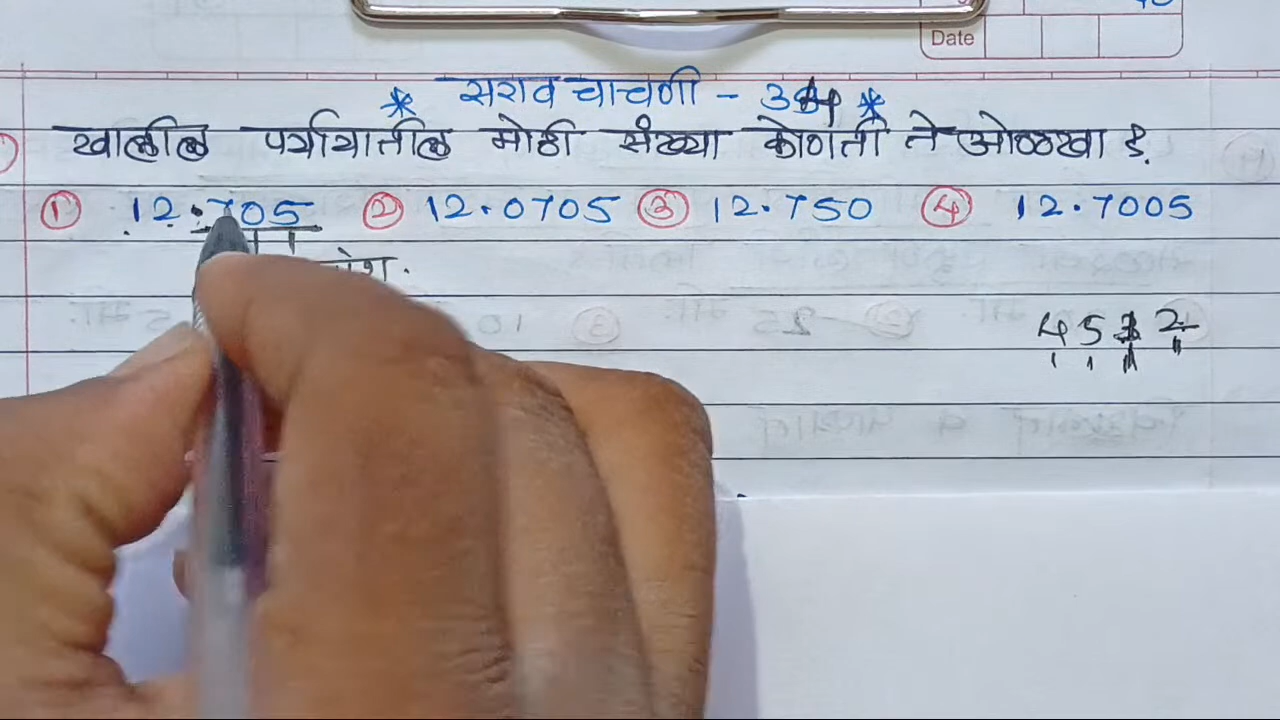 Date
* सराव चाचणी - 34 *
खालील पर्यायातील मोठी संख्या कोणती ते ओळखा ?.
① 12.705 ② 12.0705 ③ 12.750 ④ 12.7005
4 5 2